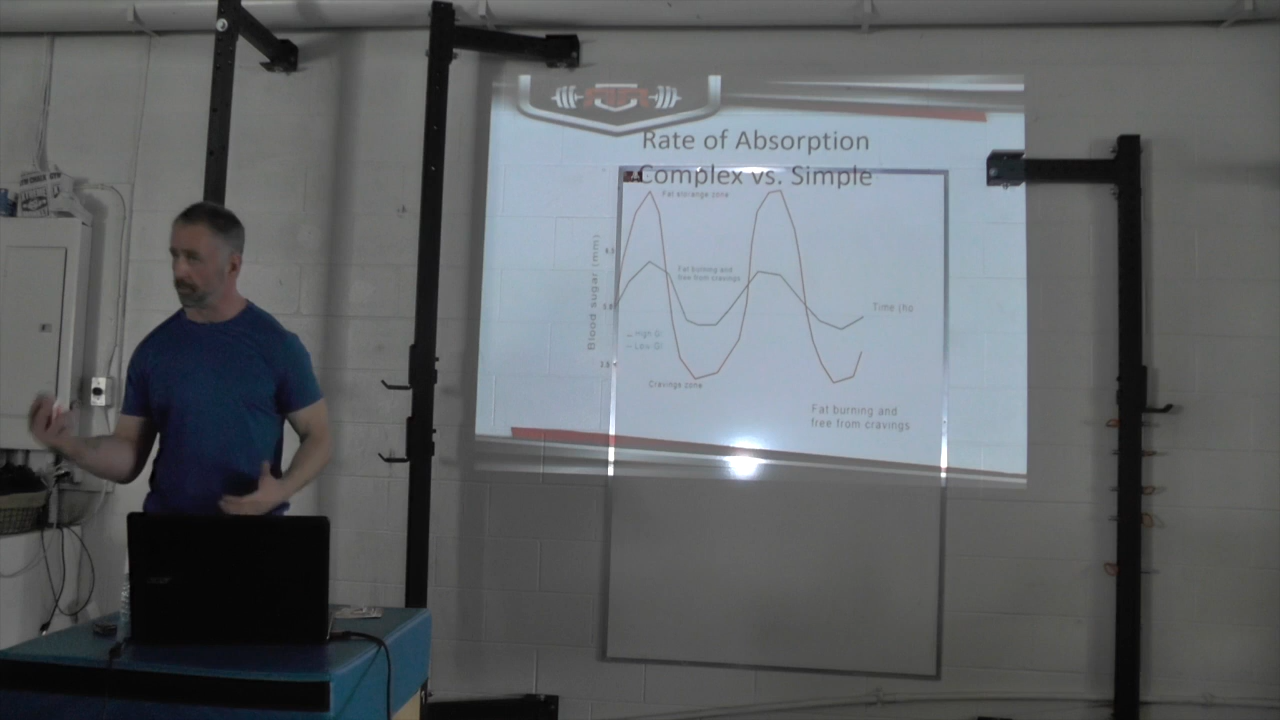 Rate of Absorption
Complex vs. Simple
Fat storange zone
Fat burning and
free from cravings
Blood sugar (mm)
Time (ho
High GI
Low GI
Cravings zone
Fat burning and
free from cravings